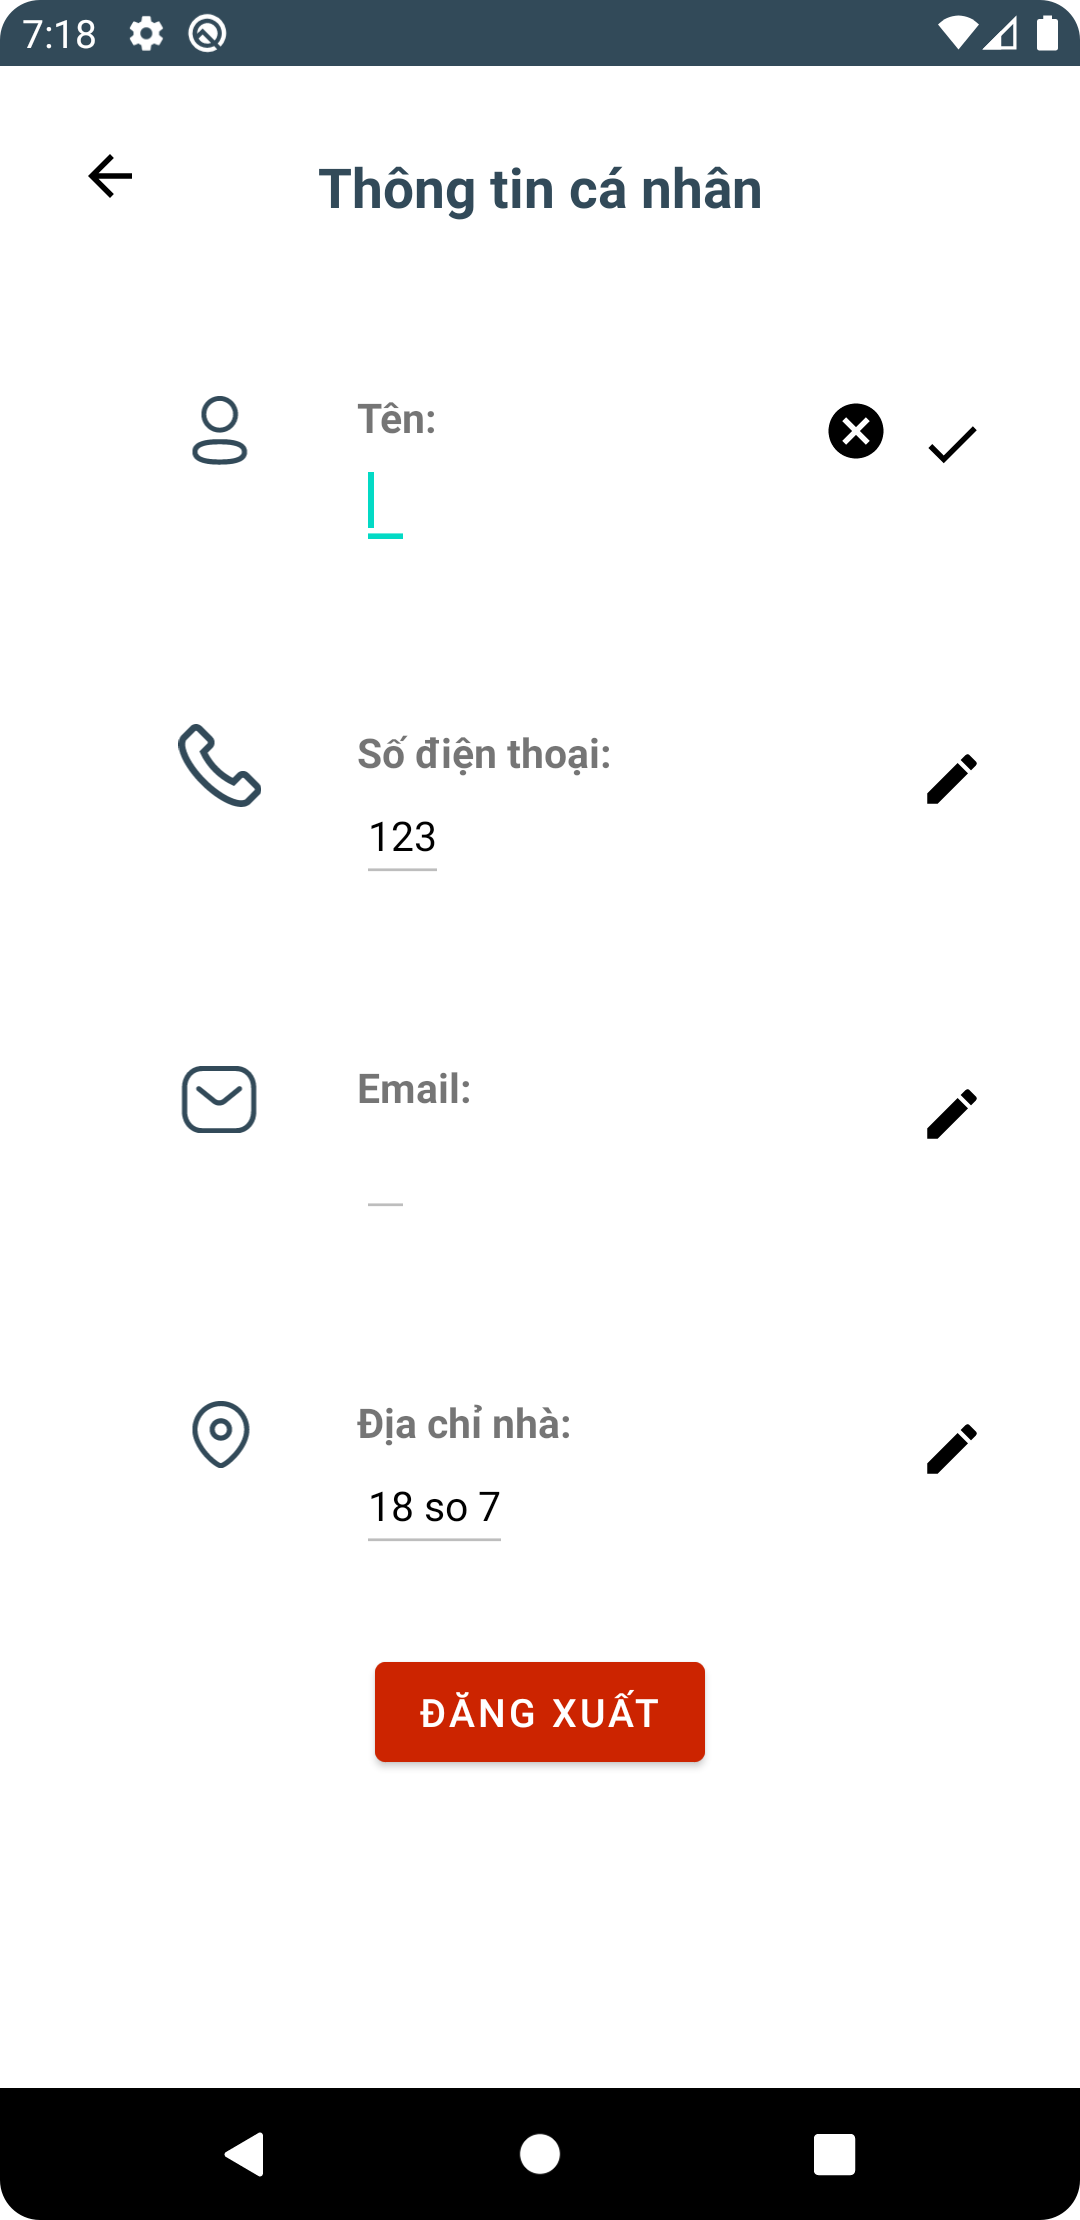 7:18
Thông tin cá nhân
Tên:
Số điện thoại:
123
Email:
Địa chỉ nhà:
18 so 7
ĐĂNG XUẤT